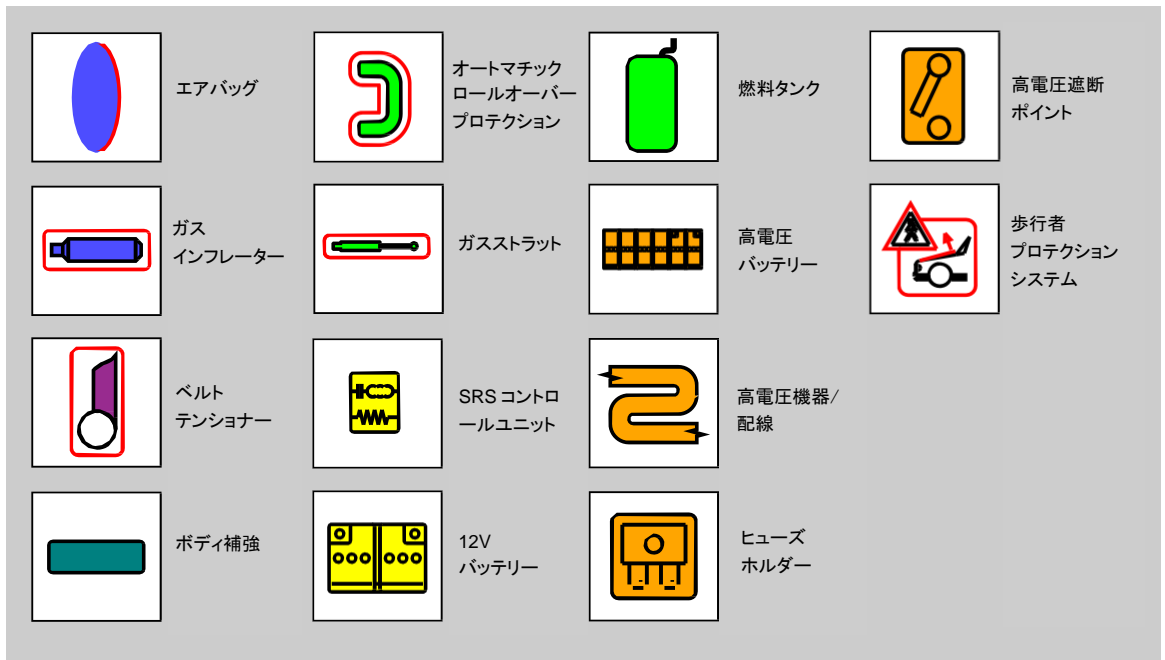 エアバッグ
オートマチック
ロールオーバー
プロテクション
燃料タンク
高電圧遮断
ポイント
ガス
インフレーター
ガスストラット
高電圧
バッテリー
歩行者
プロテクション
システム
ベルト
テンショナー
SRS コントロ
ールユニット
高電圧機器/
配線
ボディ補強
12V
バッテリー
ヒューズ
ホルダー